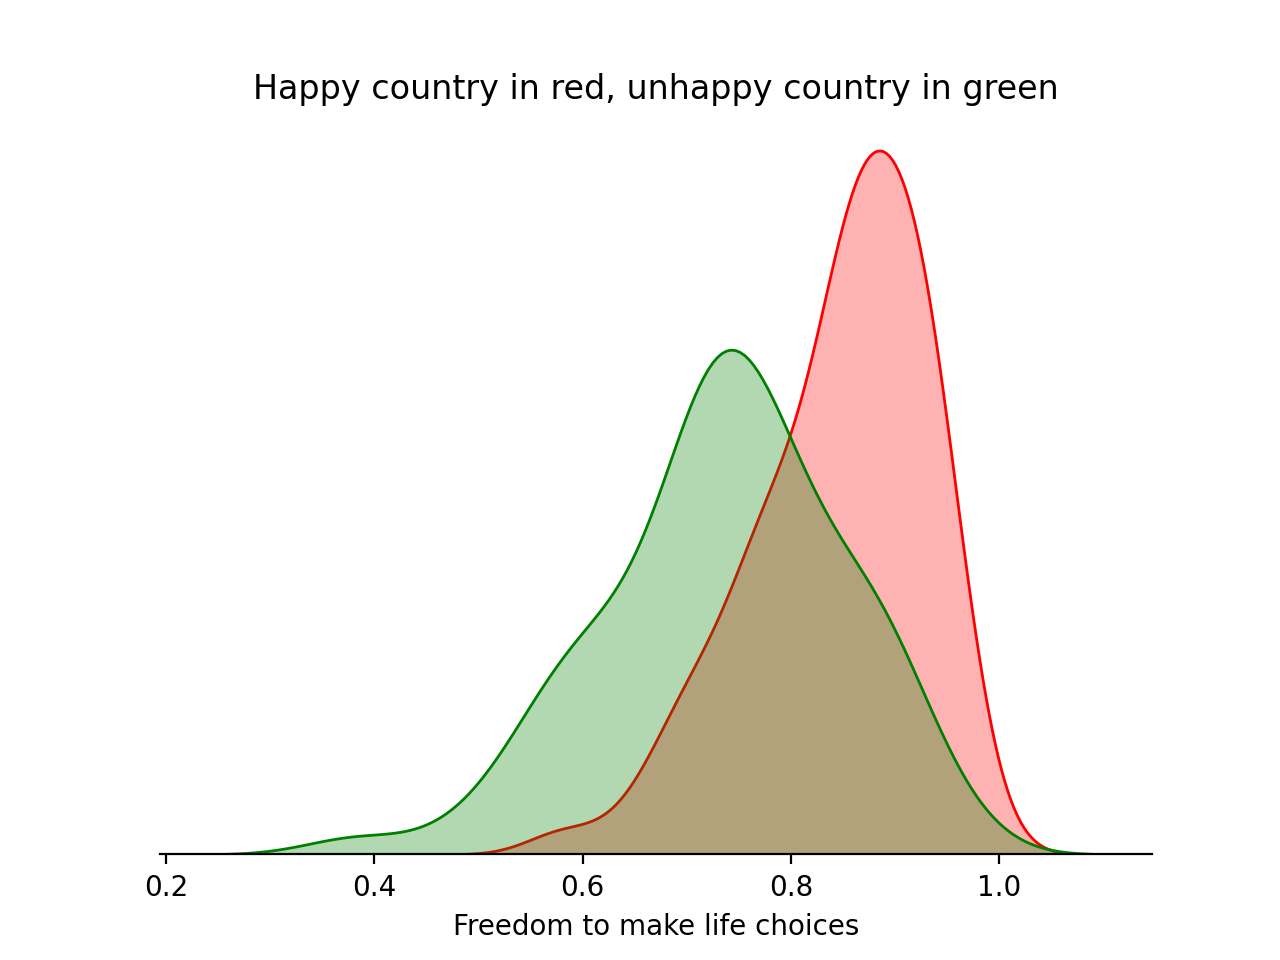 Happy country in red, unhappy country in green
0.2 0.4 0.6 0.8 1.0
Freedom to make life choices